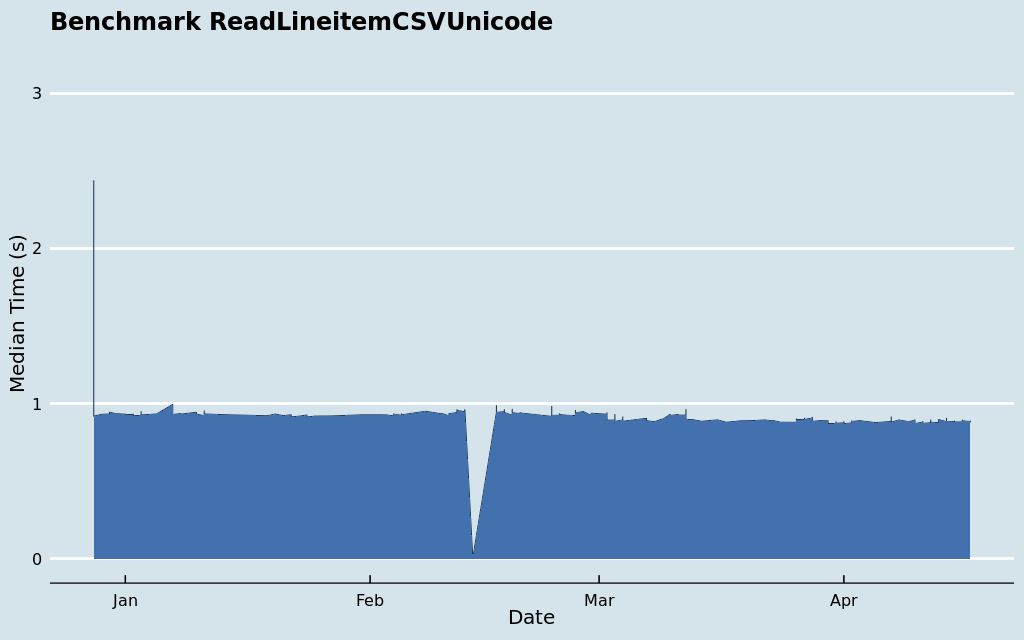 Benchmark ReadLineitemCSVUnicode
3
2
1
0
Median Time (s)
Jan Feb Mar Apr
Date